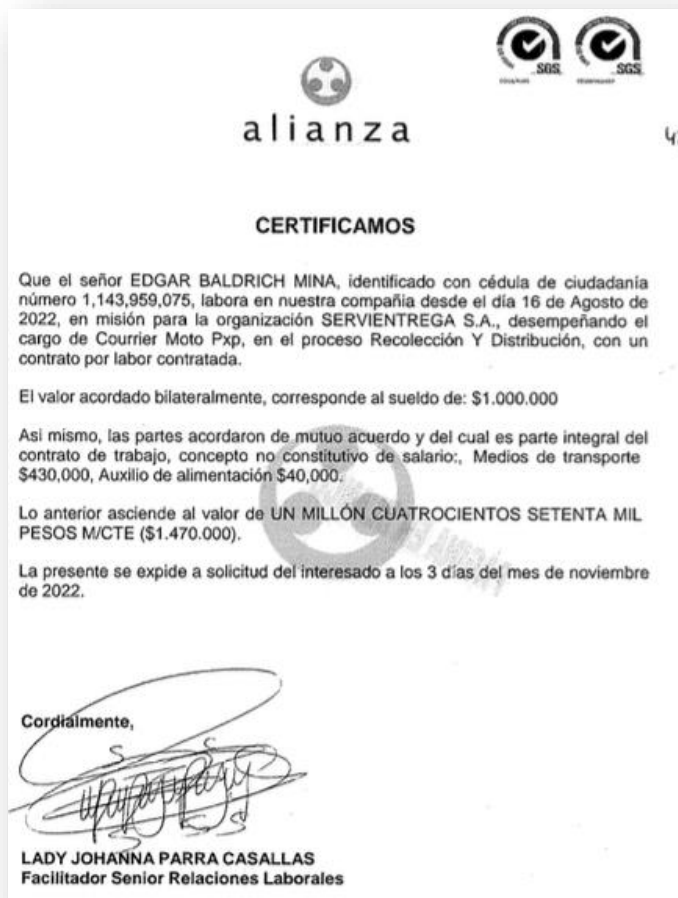 SGS SGS
alianza
CERTIFICAMOS
Que el señor EDGAR BALDRICH MINA, identificado con cédula de ciudadanía
número 1,143,959,075, labora en nuestra compañia desde el día 16 de Agosto de
2022, en misión para la organización SERVIENTREGA S.A., desempeñando el
cargo de Courrier Moto Pxp, en el proceso Recolección Y Distribución, con un
contrato por labor contratada.
El valor acordado bilateralmente, corresponde al sueldo de: $1.000.000
Asi mismo, las partes acordaron de mutuo acuerdo y del cual es parte integral del
contrato de trabajo, concepto no constitutivo de salario:, Medios de transporte
$430,000, Auxilio de alimentación $40,000.
Lo anterior asciende al valor de UN MILLÓN CUATROCIENTOS SETENTA MIL
PESOS M/CTE ($1.470.000).
La presente se expide a solicitud del interesado a los 3 días del mes de noviembre
de 2022.
Cordialmente,
LADY JOHANNA PARRA CASALLAS
Facilitador Senior Relaciones Laborales